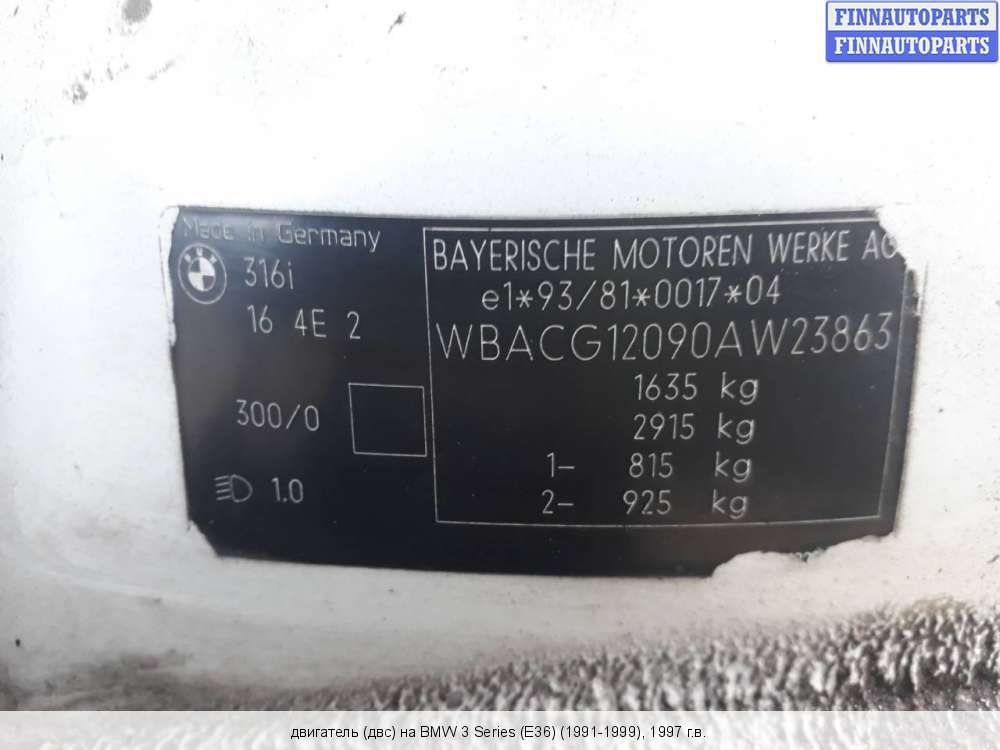 FINNAUTOPARTS
FINNAUTOPARTS
Made in Germany
316i
16 4E 2
300/0
1.0
BAYERISCHE MOTOREN WERKE AG
e1*93/81*0017*04
WBACG12090AW23863
1635 kg
2915 kg
1- 815 kg
2- 925 kg
двигатель (двс) на BMW 3 Series (E36) (1991-1999), 1997 г.в.